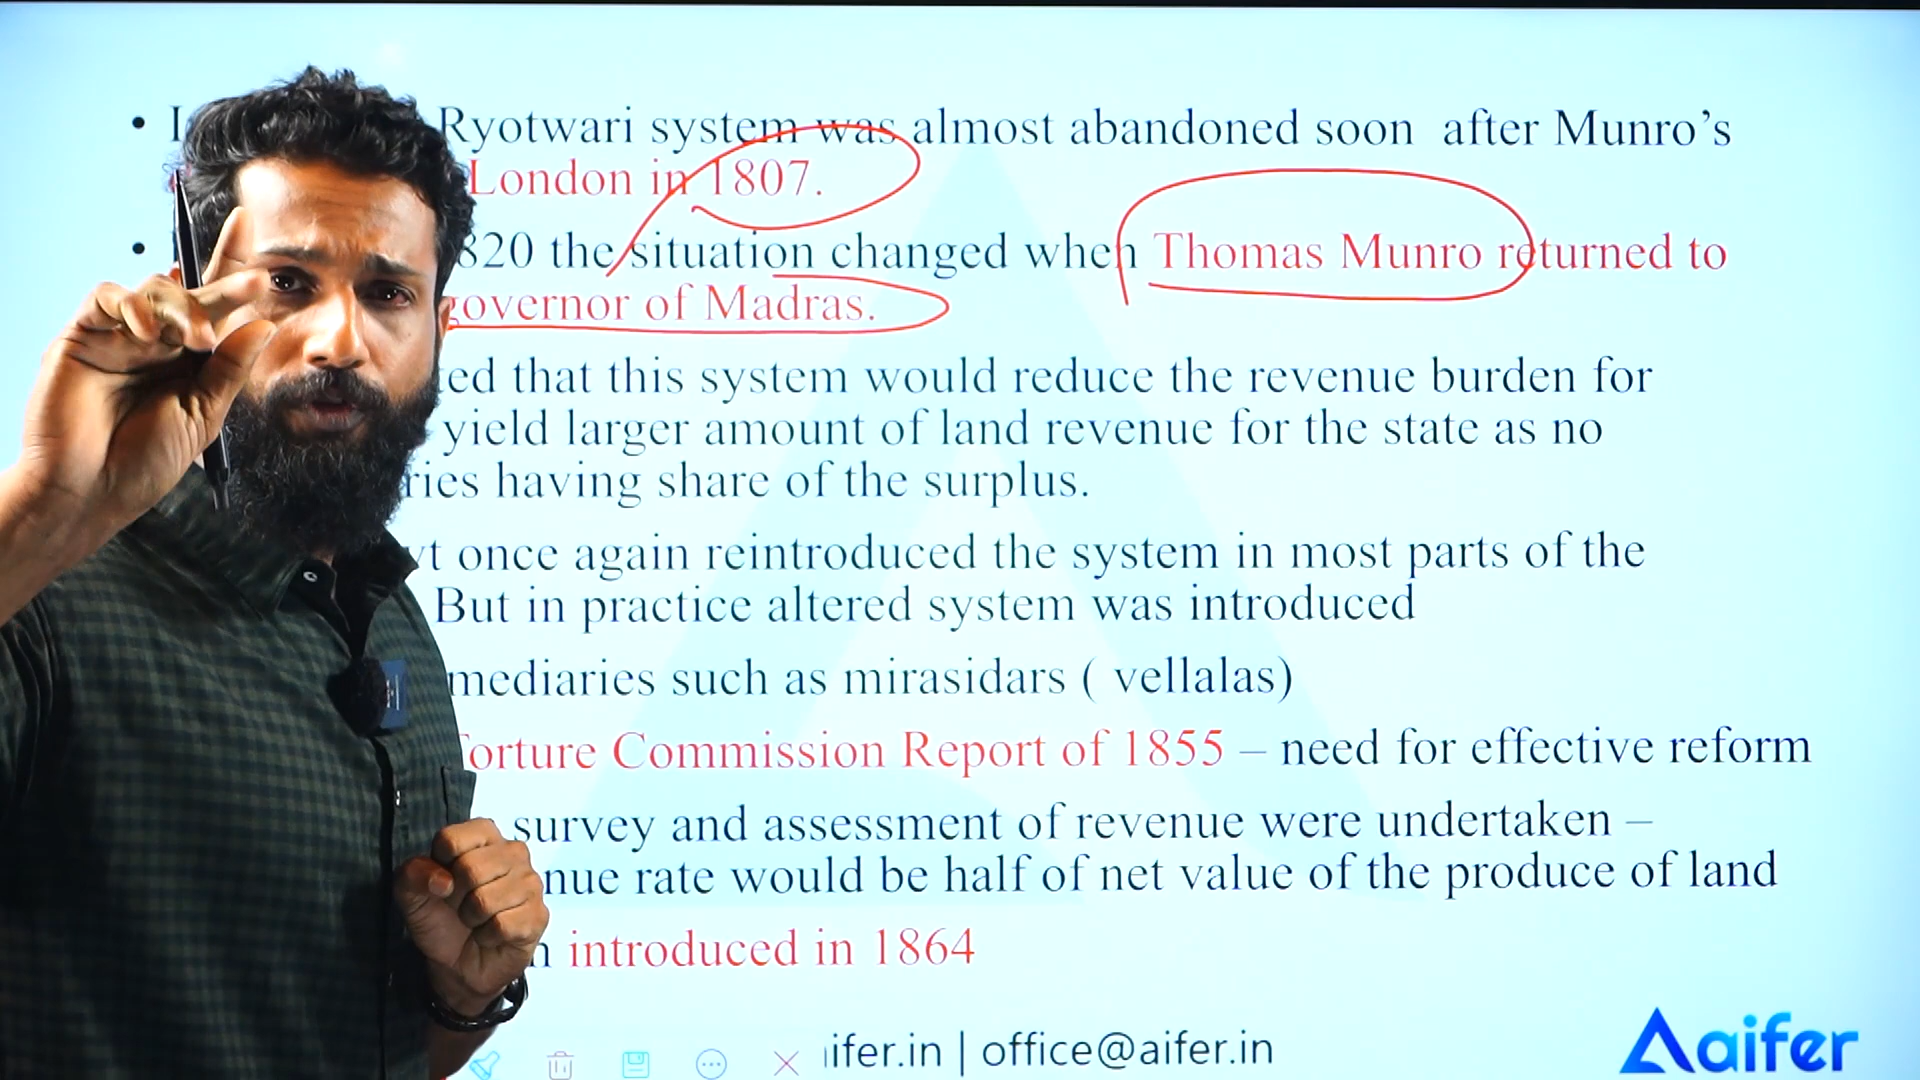 Ryotwari system was almost abandoned soon after Munro's
London in 1807.
820 the situation changed when Thomas Munro returned to
governor of Madras.
ted that this system would reduce the revenue burden for
yield larger amount of land revenue for the state as no
ries having share of the surplus.
vt once again reintroduced the system in most parts of the
But in practice altered system was introduced
mediaries such as mirasidars ( vellalas)
Torture Commission Report of 1855 – need for effective reform
survey and assessment of revenue were undertaken –
nue rate would be half of net value of the produce of land
introduced in 1864
ifer.in | office@aifer.in
aifer